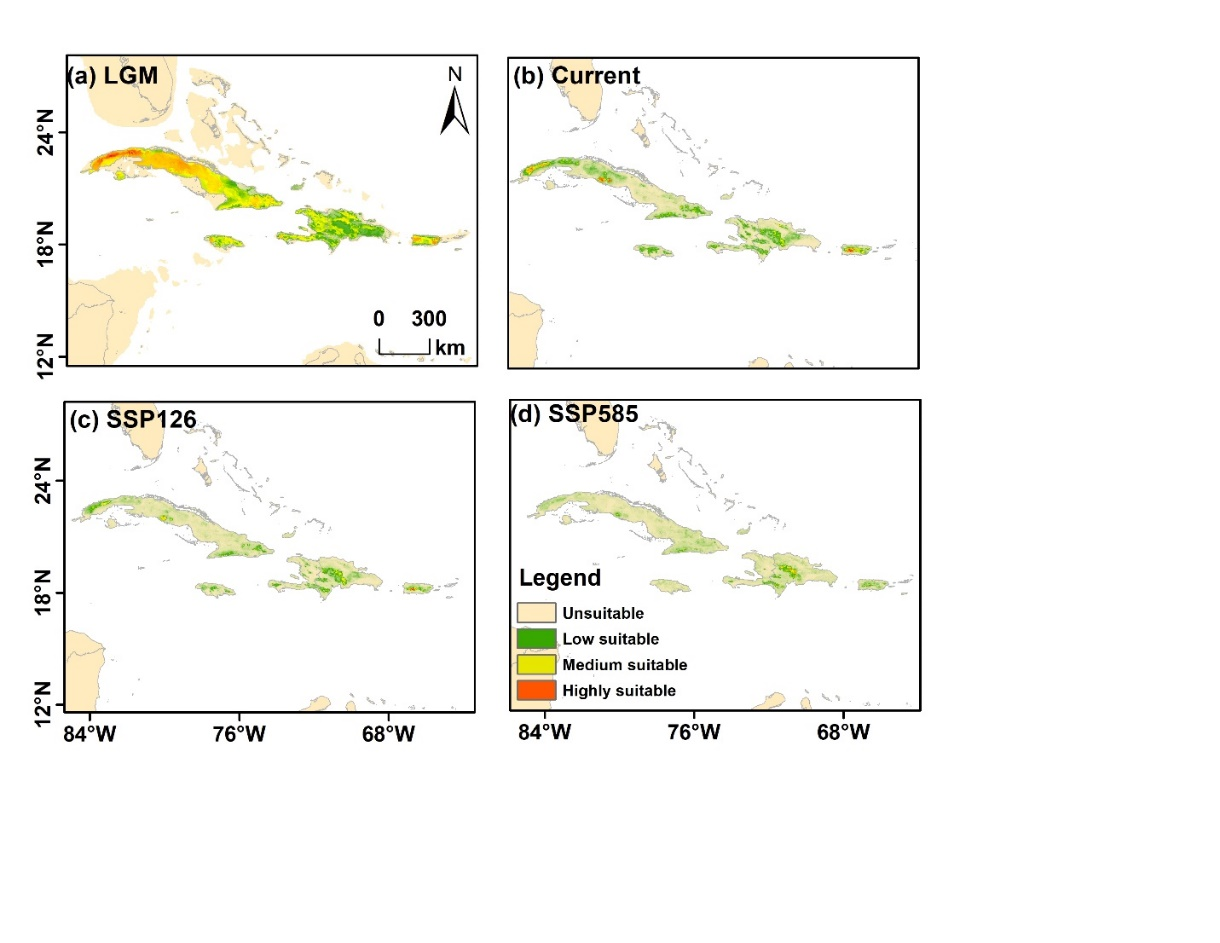 (a) LGM
N
24°N
18°N
12°N
0 300
km
(b) Current
(c) SSP126
24°N
18°N
12°N
84°W 76°W 68°W
(d) SSP585
Legend
Unsuitable
Low suitable
Medium suitable
Highly suitable
84°W 76°W 68°W